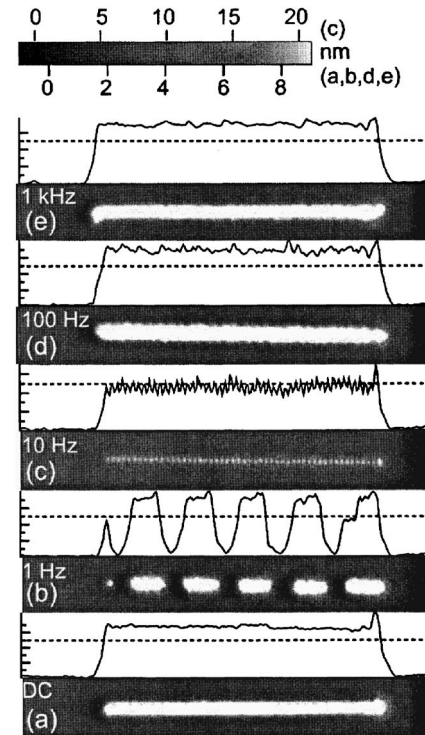 0 5 10 15 20 (c)
nm
0 2 4 6 8 (a,b,d,e)
1 kHz
(e)
100 Hz
(d)
10 Hz
(c)
1 Hz
(b)
DC
(a)